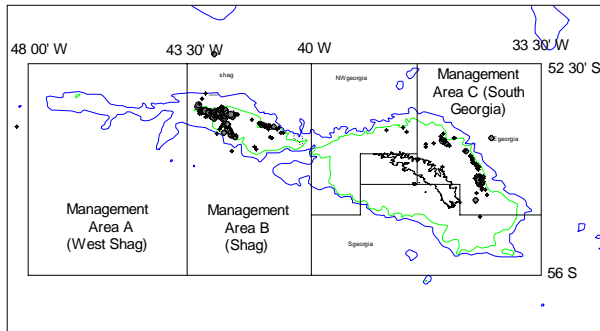 48 00' W
43 30' W
40 W
33 30' W
52 30' S
shag
NWgeorgia
Management
Area C (South
Georgia)
Egeorgia
Management
Area A
(West Shag)
Management
Area B
(Shag)
Sgeorgia
56 S